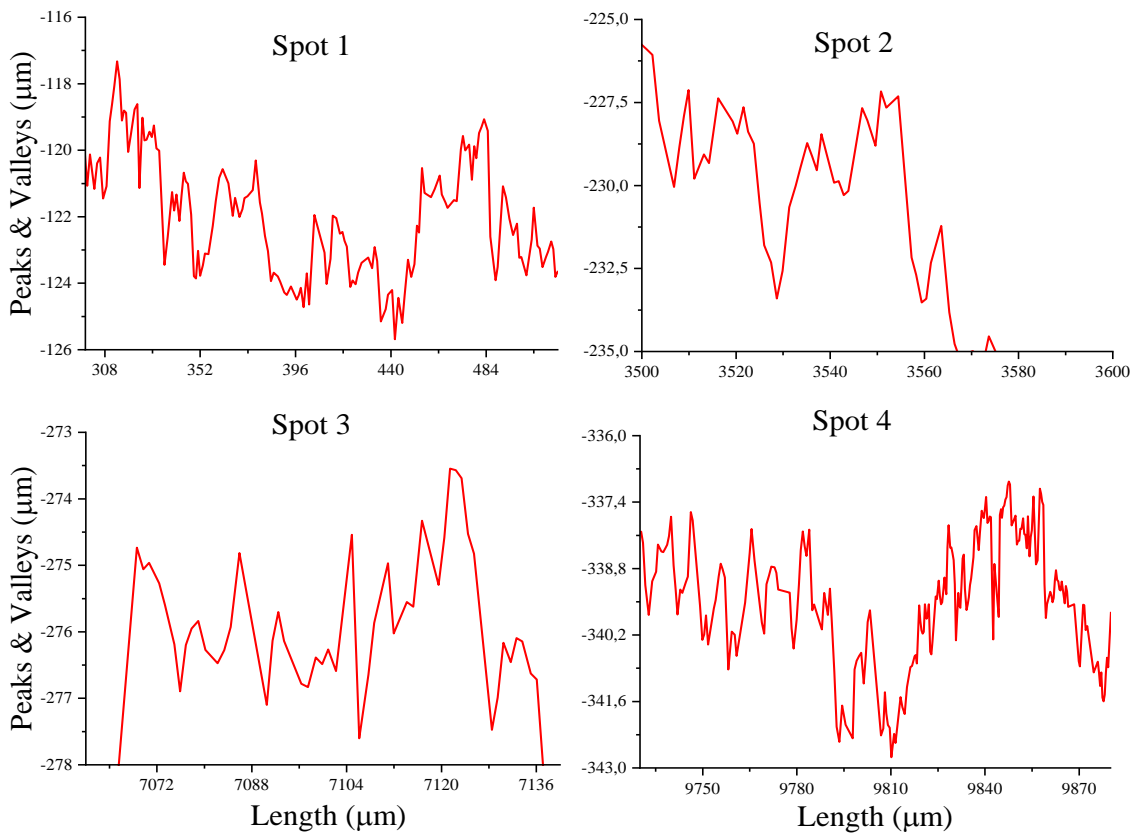 Spot 1
Peaks & Valleys (μm)
-116
-118
-120
-122
-124
-126
308 352 396 440 484
Spot 2
-225,0
-227,5
-230,0
-232,5
-235,0
3500 3520 3540 3560 3580 3600
Spot 3
Peaks & Valleys (μm)
-273
-274
-275
-276
-277
-278
7072 7088 7104 7120 7136
Length (μm)
Spot 4
-336,0
-337,4
-338,8
-340,2
-341,6
-343,0
9750 9780 9810 9840 9870
Length (μm)